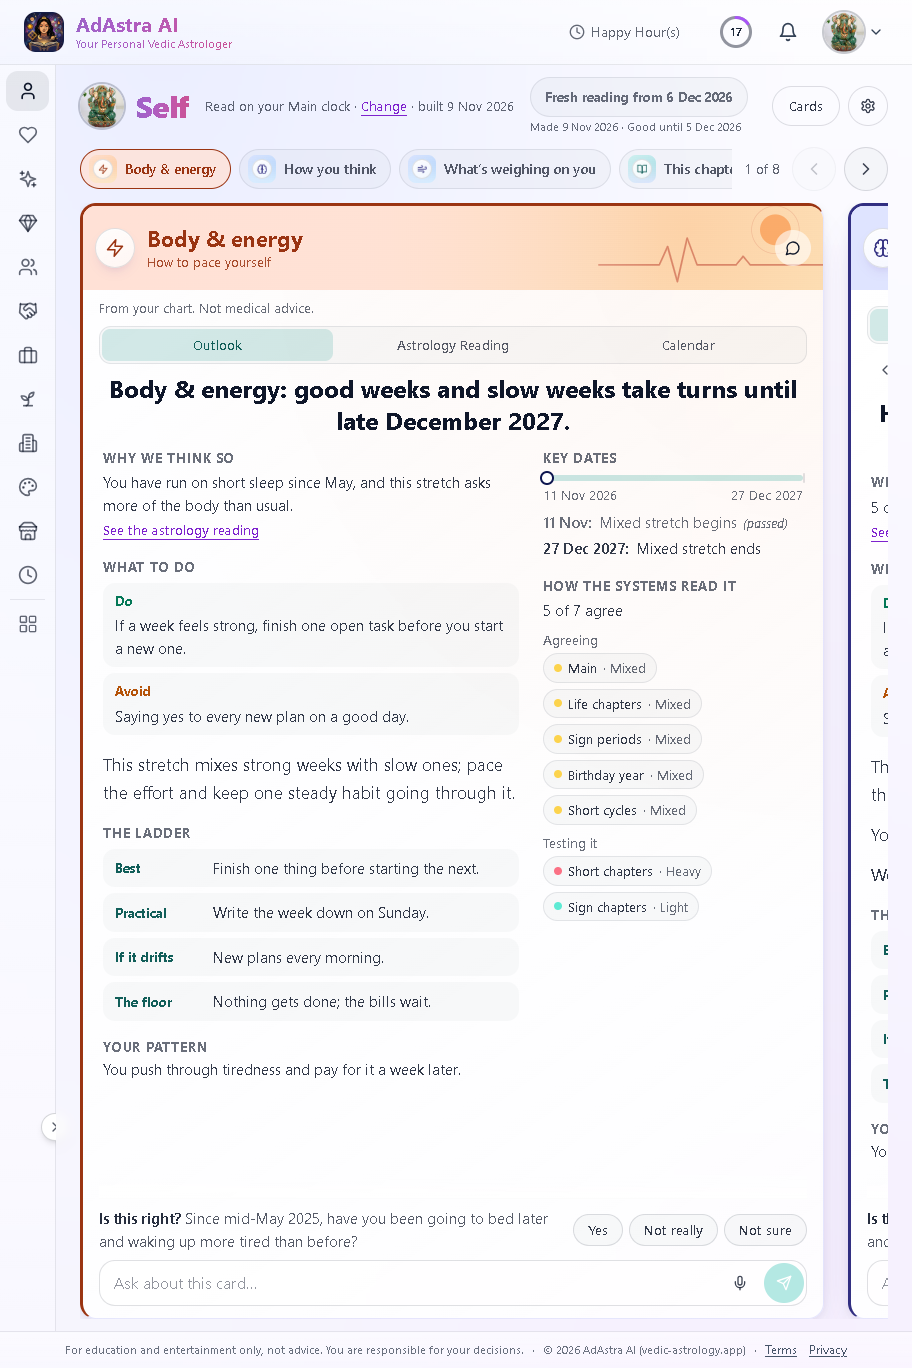 AdAstra AI
Your Personal Vedic Astrologer
Happy Hour(s)
17
Self
Read on your Main clock · Change · built 9 Nov 2026
Fresh reading from 6 Dec 2026
Made 9 Nov 2026 · Good until 5 Dec 2026
Cards
Body & energy
How you think
What's weighing on you
This chapte
1 of 8
Body & energy
How to pace yourself
From your chart. Not medical advice.
Outlook
Astrology Reading
Calendar
Body & energy: good weeks and slow weeks take turns until
late December 2027.
WHY WE THINK SO
You have run on short sleep since May, and this stretch asks
more of the body than usual.
See the astrology reading
WHAT TO DO
Do
If a week feels strong, finish one open task before you start
a new one.
Avoid
Saying yes to every new plan on a good day.
This stretch mixes strong weeks with slow ones; pace
the effort and keep one steady habit going through it.
THE LADDER
Best Finish one thing before starting the next.
Practical Write the week down on Sunday.
If it drifts New plans every morning.
The floor Nothing gets done; the bills wait.
YOUR PATTERN
You push through tiredness and pay for it a week later.
KEY DATES
11 Nov 2026 27 Dec 2027
11 Nov: Mixed stretch begins (passed)
27 Dec 2027: Mixed stretch ends
HOW THE SYSTEMS READ IT
5 of 7 agree
Agreeing
Main · Mixed
Life chapters · Mixed
Sign periods · Mixed
Birthday year · Mixed
Short cycles · Mixed
Testing it
Short chapters · Heavy
Sign chapters · Light
Is this right? Since mid-May 2025, have you been going to bed later
and waking up more tired than before?
Yes
Not really
Not sure
Ask about this card...
For education and entertainment only, not advice. You are responsible for your decisions. · © 2026 AdAstra AI (vedic-astrology.app) · Terms Privacy